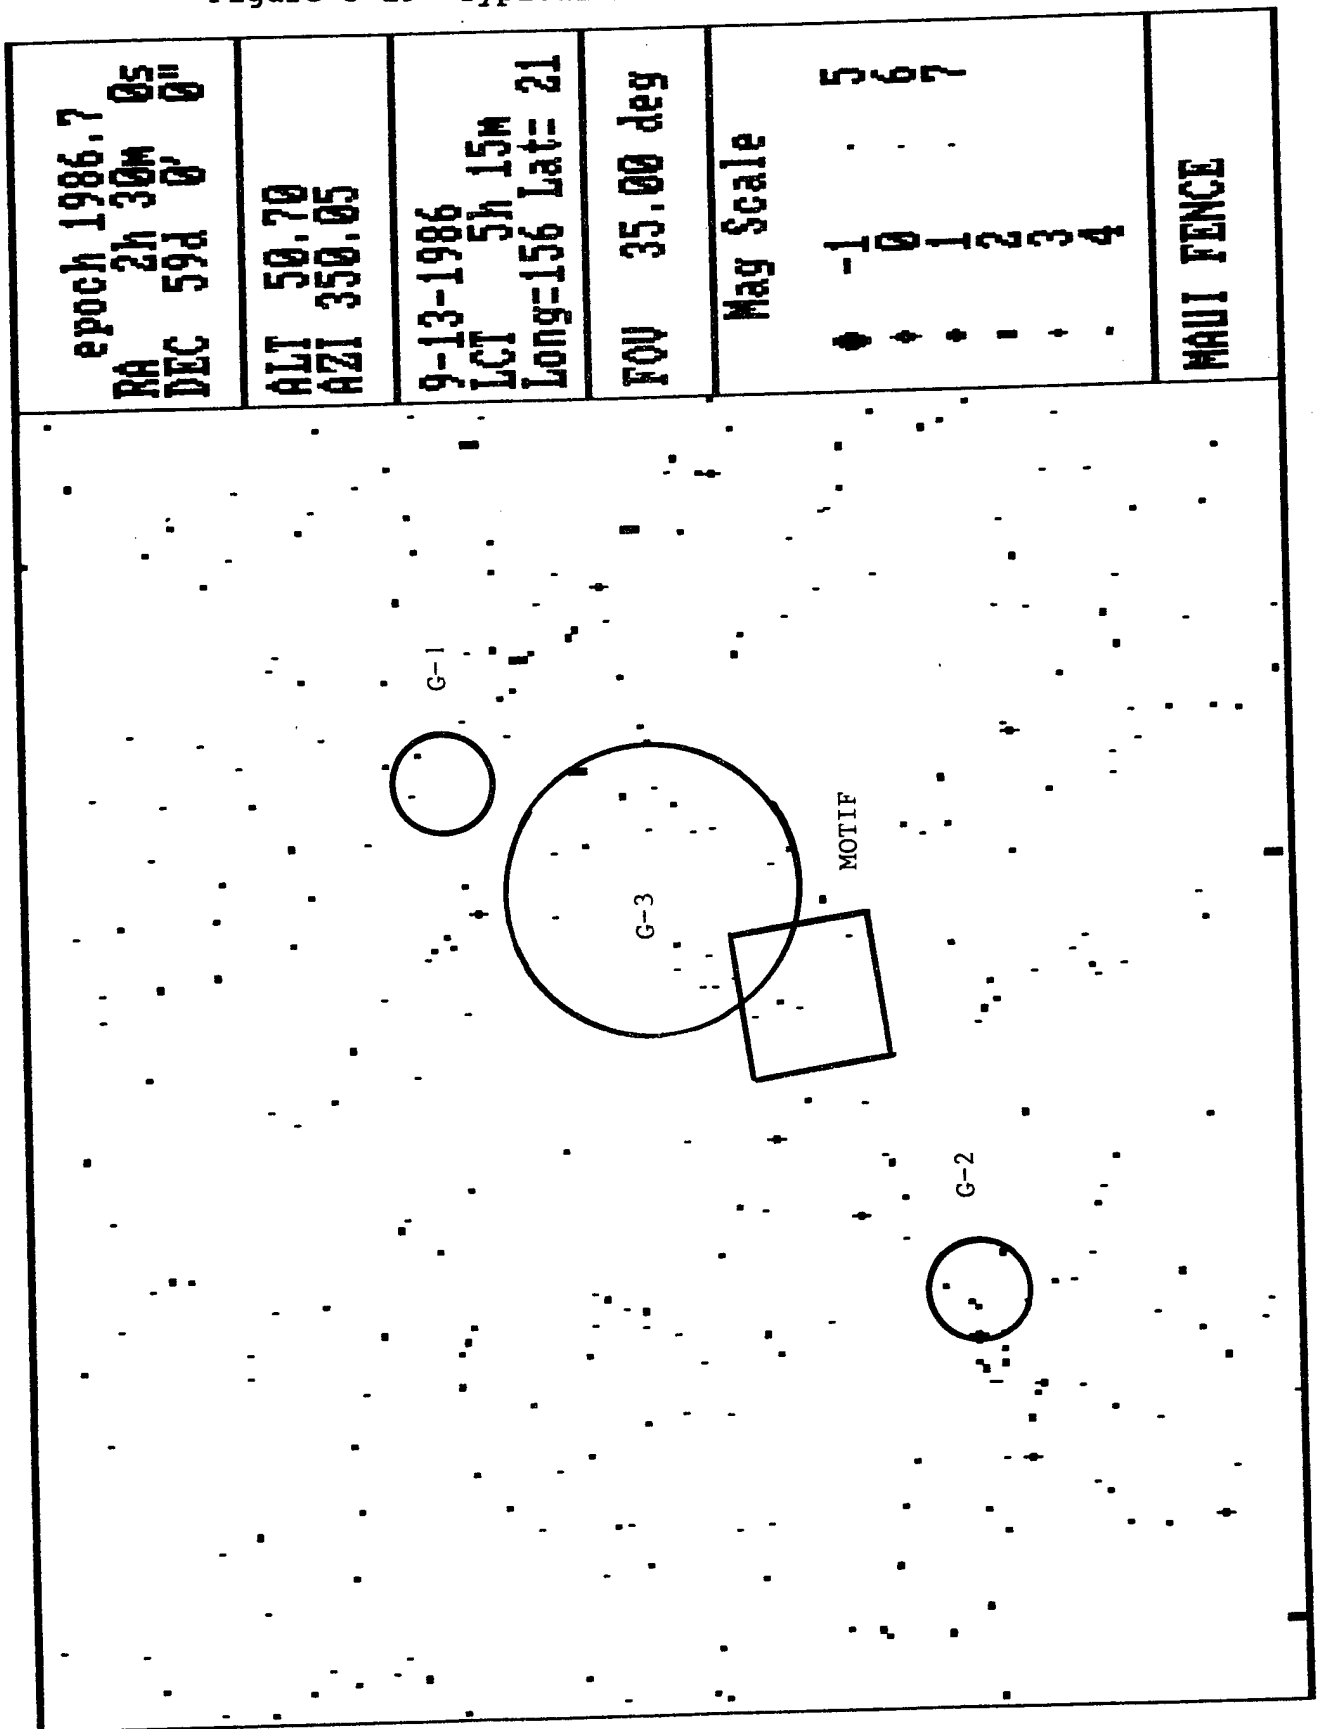 epoch 1986.7
RA 2h 30m 0s
DEC 59d 0' 0"
ALT 50.70
AZI 350.05
9-13-1986
LCT 5h 15m
Long=156 Lat= 21
FOV 35.00 deg
Mag Scale
-1 5
0 6
1 7
2
3
4
MAUI FENCE
G-1
G-3
MOTIF
G-2